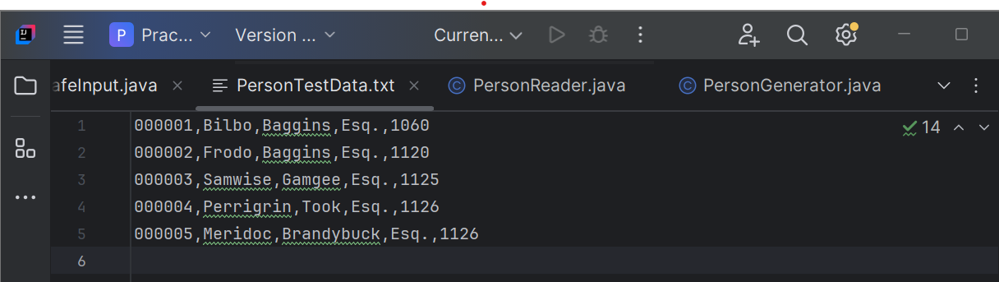 P Prac... Version ... Curren...
afeInput.java PersonTestData.txt PersonReader.java PersonGenerator.java
1 000001,Bilbo,Baggins,Esq.,1060 14
2 000002,Frodo,Baggins,Esq.,1120
3 000003,Samwise,Gamgee,Esq.,1125
4 000004,Perrigrin,Took,Esq.,1126
5 000005,Meridoc,Brandybuck,Esq.,1126
6